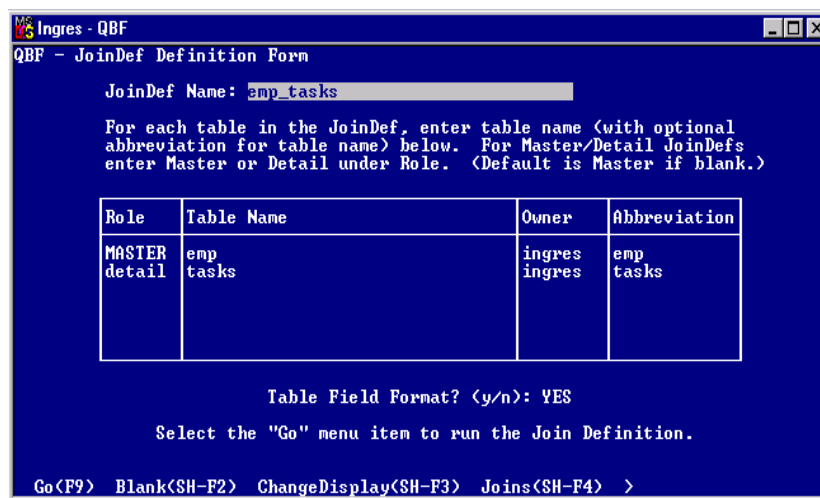 Ingres - QBF
QBF - JoinDef Definition Form
JoinDef Name: emp_tasks
For each table in the JoinDef, enter table name (with optional
abbreviation for table name) below. For Master/Detail JoinDefs
enter Master or Detail under Role. (Default is Master if blank.)
Role Table Name Owner Abbreviation
MASTER emp ingres emp
detail tasks ingres tasks
Table Field Format? (y/n): YES
Select the "Go" menu item to run the Join Definition.
Go(F9) Blank(SH-F2) ChangeDisplay(SH-F3) Joins(SH-F4) >